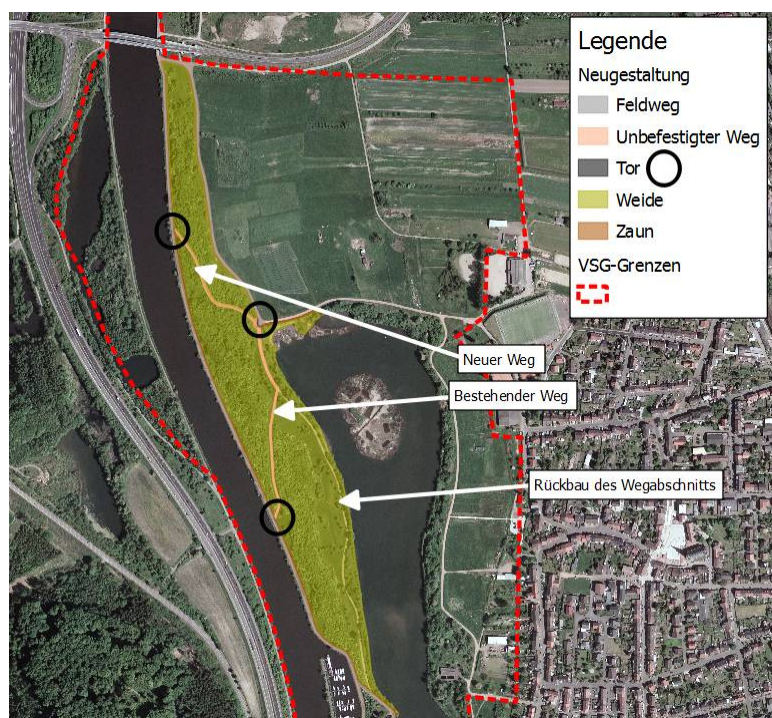 Legende
Neugestaltung
Feldweg
Unbefestigter Weg
Tor
Weide
Zaun
VSG-Grenzen
Neuer Weg
Bestehender Weg
Rückbau des Wegabschnitts